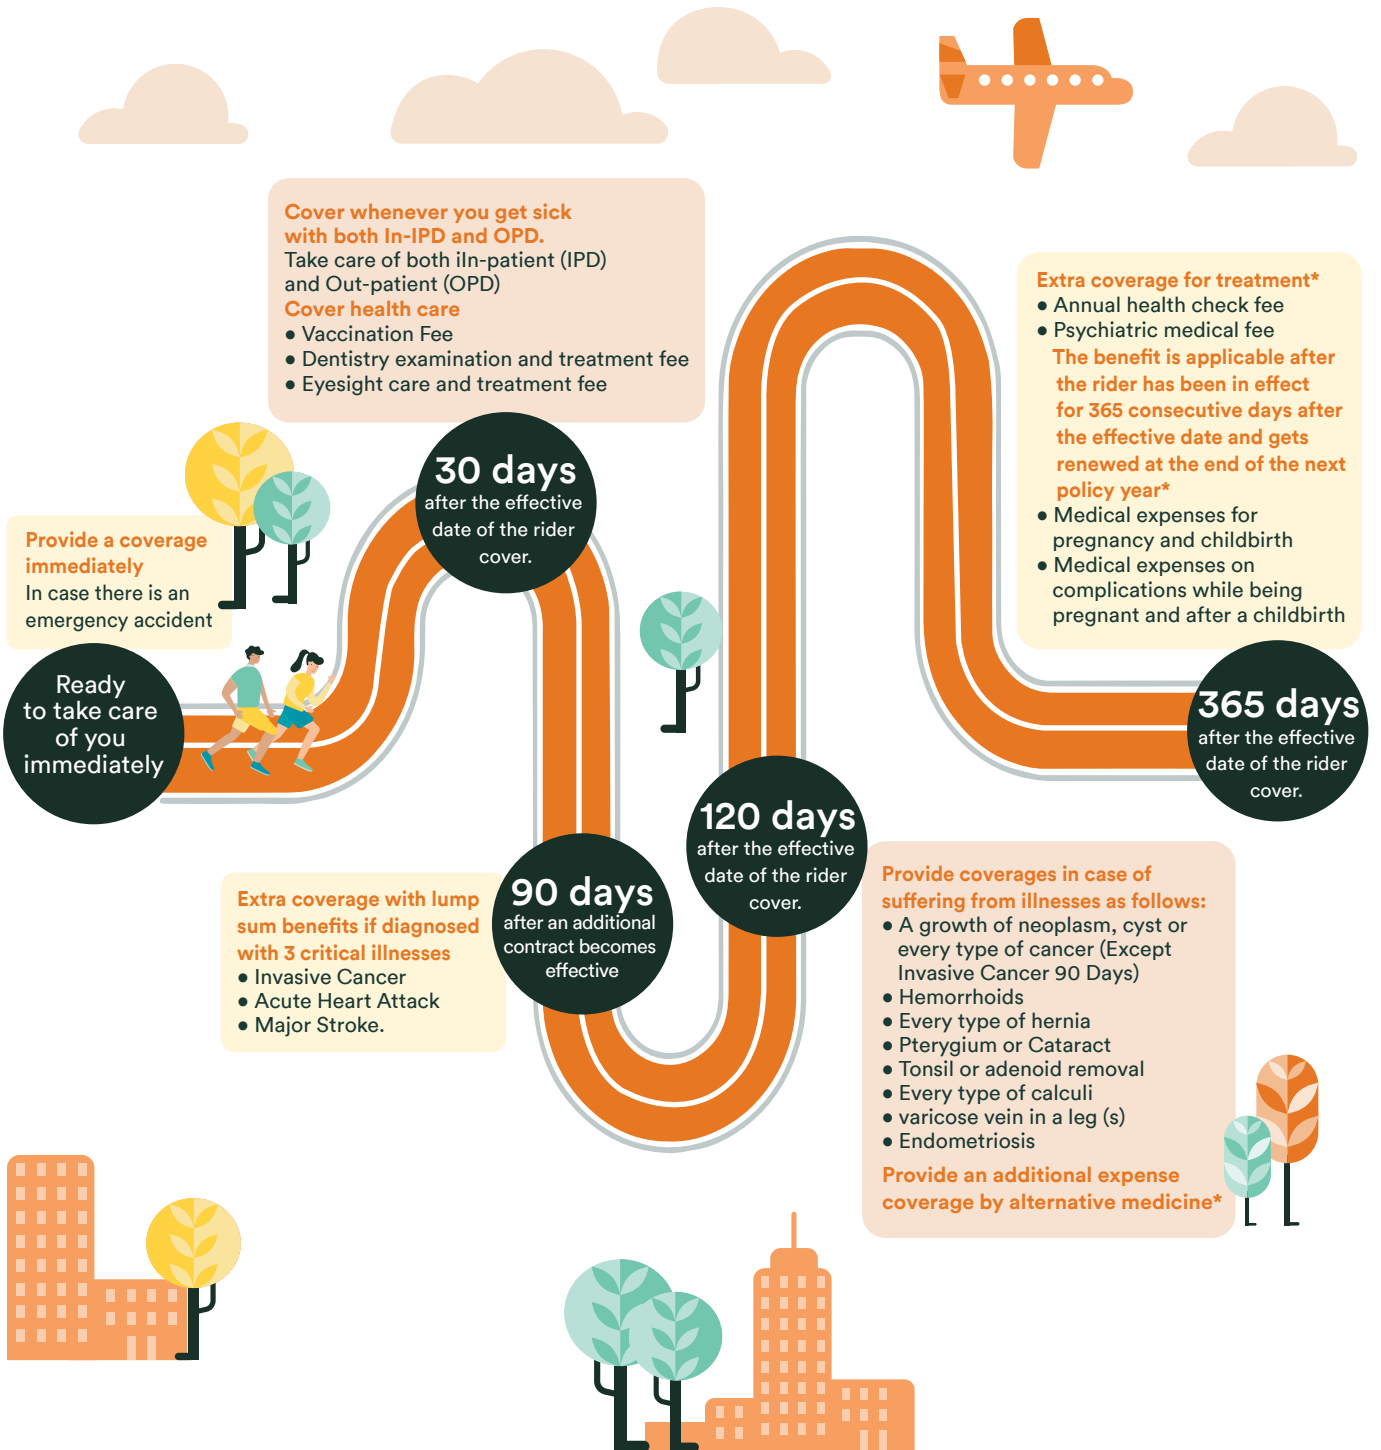 Cover whenever you get sick
with both In-IPD and OPD.
Take care of both iIn-patient (IPD)
and Out-patient (OPD)
Cover health care
● Vaccination Fee
● Dentistry examination and treatment fee
● Eyesight care and treatment fee
30 days
after the effective
date of the rider
cover.
Provide a coverage
immediately
In case there is an
emergency accident
Ready
to take care
of you
immediately
Extra coverage with lump
sum benefits if diagnosed
with 3 critical illnesses
● Invasive Cancer
● Acute Heart Attack
● Major Stroke.
90 days
after an additional
contract becomes
effective
120 days
after the effective
date of the rider
cover.
Provide coverages in case of
suffering from illnesses as follows:
● A growth of neoplasm, cyst or
every type of cancer (Except
Invasive Cancer 90 Days)
● Hemorrhoids
● Every type of hernia
● Pterygium or Cataract
● Tonsil or adenoid removal
● Every type of calculi
● varicose vein in a leg (s)
● Endometriosis
Provide an additional expense
coverage by alternative medicine*
Extra coverage for treatment*
● Annual health check fee
● Psychiatric medical fee
The benefit is applicable after
the rider has been in effect
for 365 consecutive days after
the effective date and gets
renewed at the end of the next
policy year*
● Medical expenses for
pregnancy and childbirth
● Medical expenses on
complications while being
pregnant and after a childbirth
365 days
after the effective
date of the rider
cover.